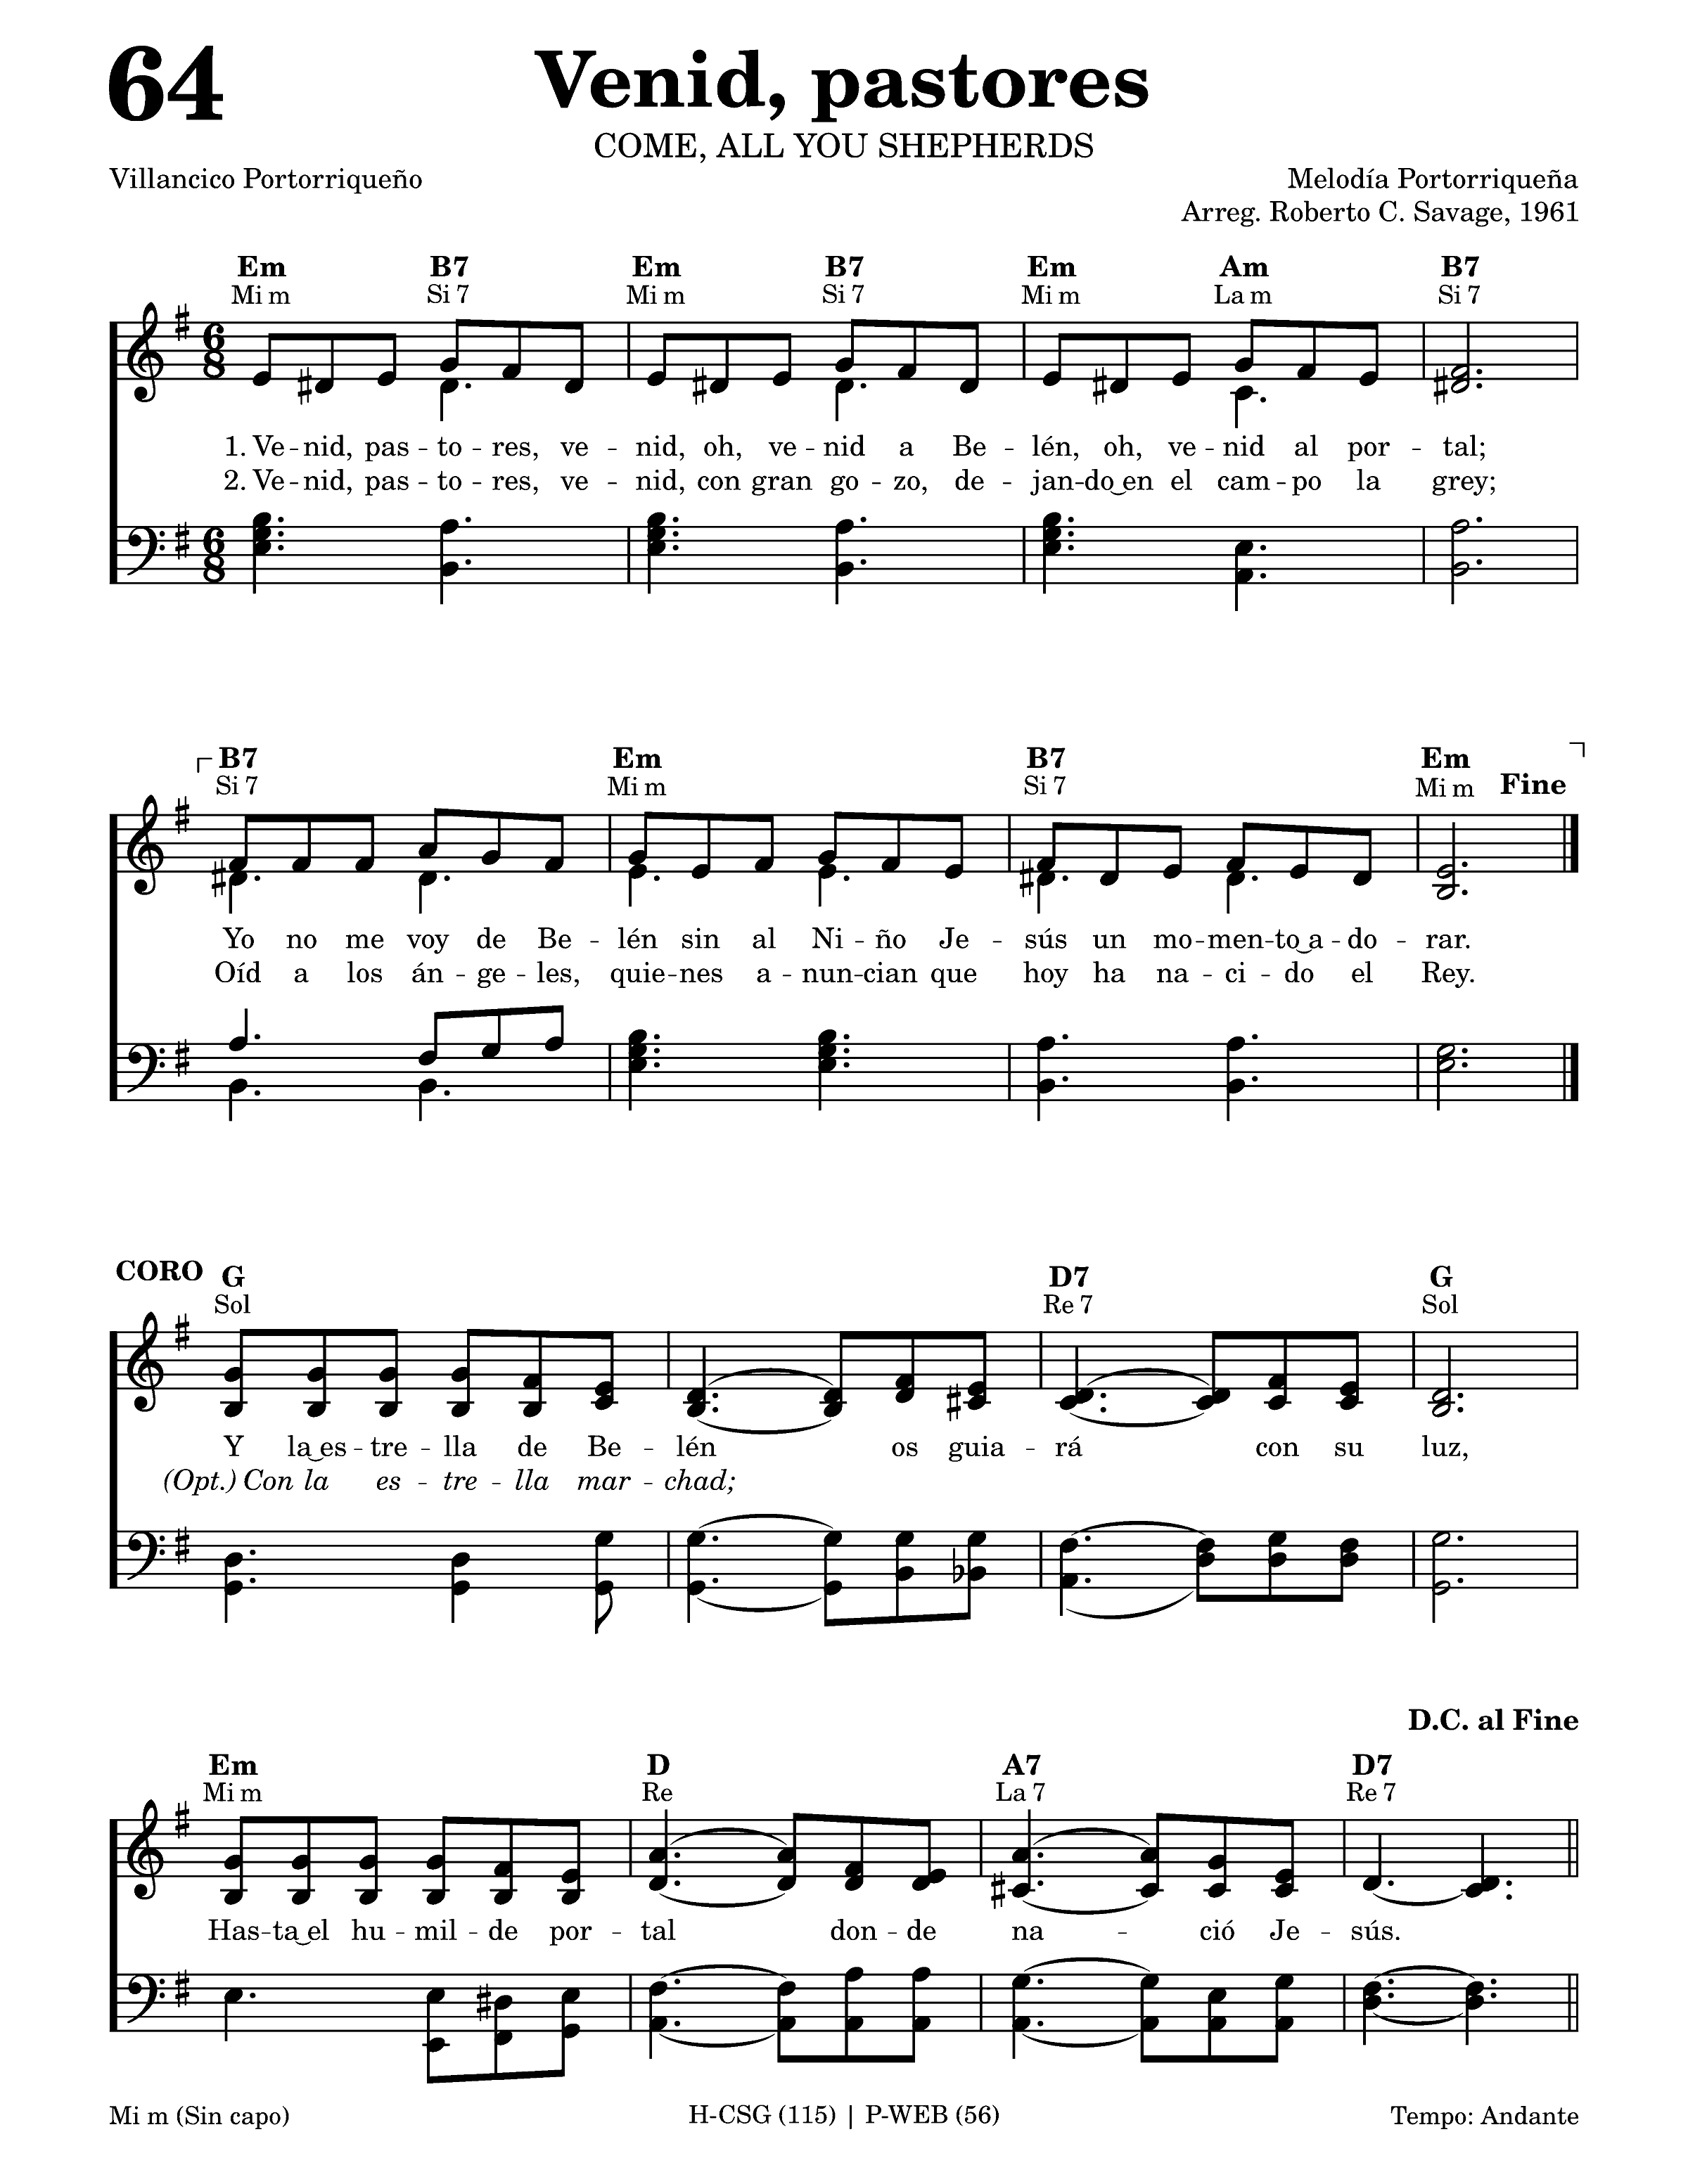 64
Venid, pastores
COME, ALL YOU SHEPHERDS
Villancico Portorriqueño
Melodía Portorriqueña
Arreg. Roberto C. Savage, 1961
Em B7 Em B7 Em Am B7
Mi m Si 7 Mi m Si 7 Mi m La m Si 7
6 8
1. Ve -- nid, pas -- to -- res, ve -- nid, oh, ve -- nid a Be -- lén, oh, ve -- nid al por -- tal;
2. Ve -- nid, pas -- to -- res, ve -- nid, con gran go -- zo, de -- jan -- do‿en el cam -- po la grey;
6 8
B7 Em B7 Em
Si 7 Mi m Si 7 Mi m Fine
Yo no me voy de Be -- lén sin al Ni -- ño Je -- sús un mo -- men -- to‿a -- do -- rar.
Oíd a los án -- ge -- les, quie -- nes a -- nun -- cian que hoy ha na -- ci -- do el Rey.
CORO G D7 G
Sol Re 7 Sol
Y la‿es -- tre -- lla de Be -- lén os guia -- rá con su luz,
(Opt.) Con la es -- tre -- lla mar -- chad;
D.C. al Fine
Em D A7 D7
Mi m Re La 7 Re 7
Has -- ta‿el hu -- mil -- de por -- tal don -- de na -- ció Je -- sús.
Mi m (Sin capo)
H-CSG (115) | P-WEB (56)
Tempo: Andante